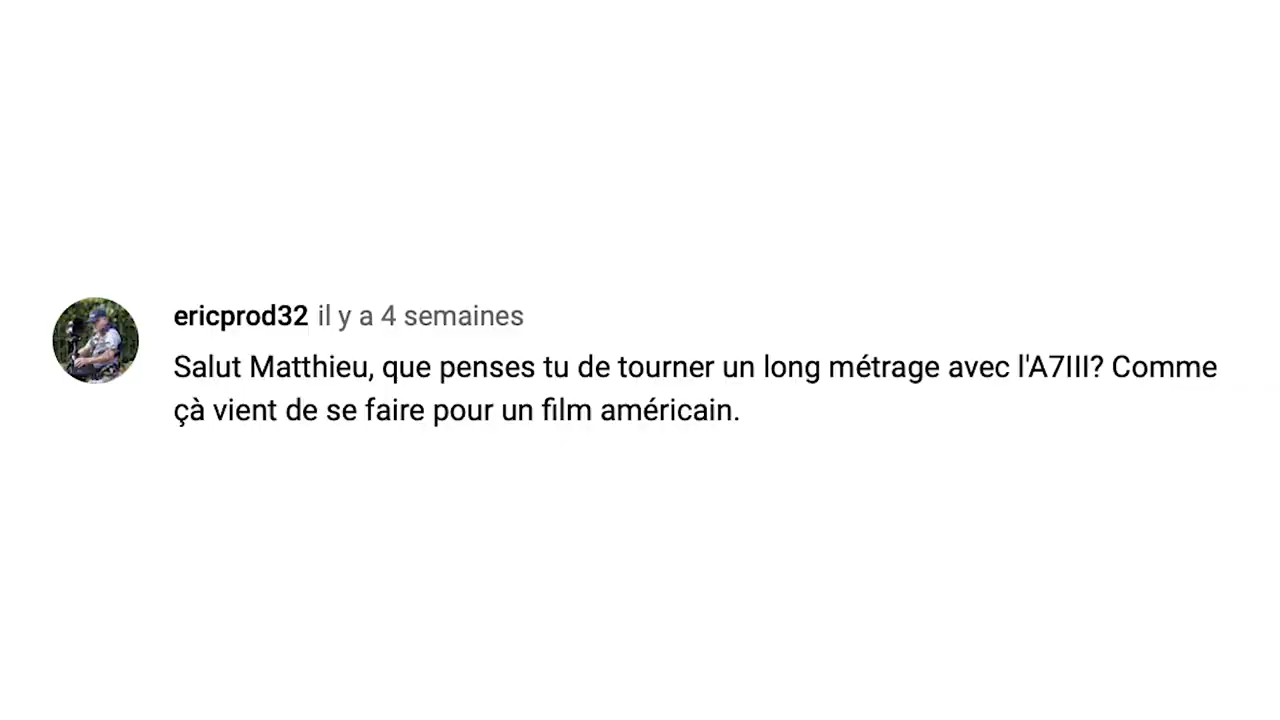 ericprod32 il y a 4 semaines
Salut Matthieu, que penses tu de tourner un long métrage avec l'A7III? Comme
çà vient de se faire pour un film américain.